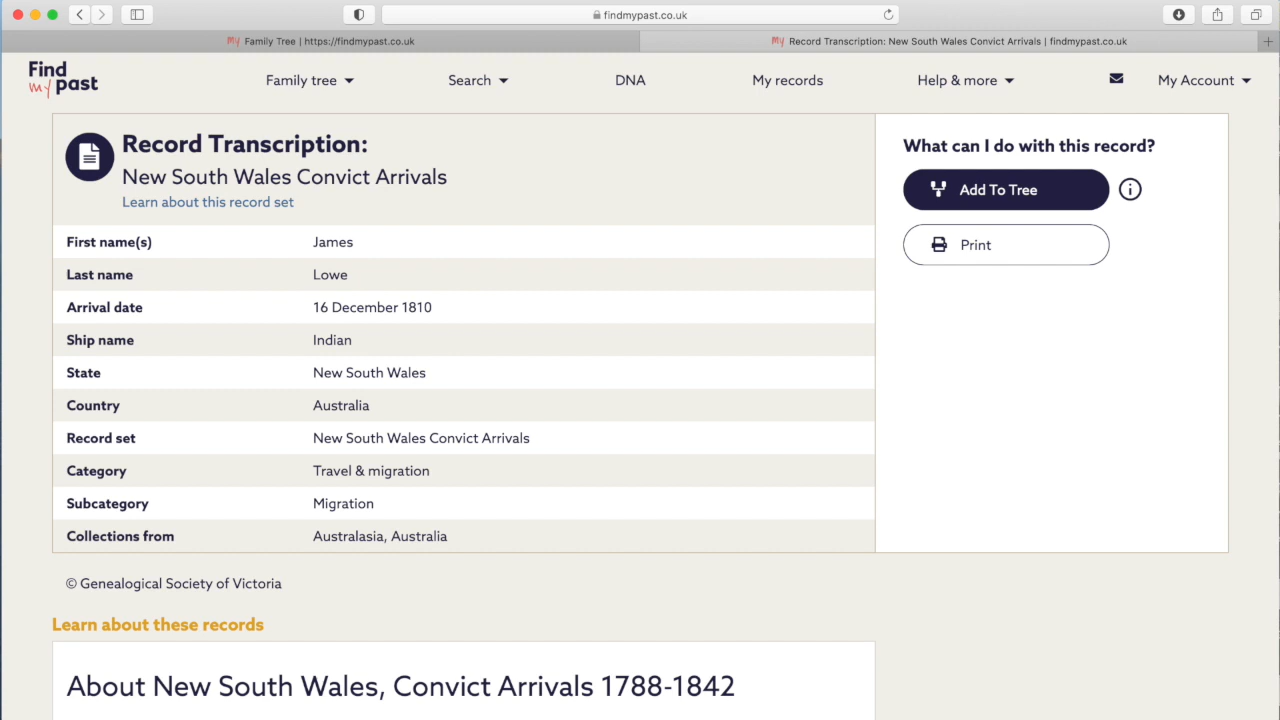 findmypast.co.uk
my Family Tree | https://findmypast.co.uk
my Record Transcription: New South Wales Convict Arrivals | findmypast.co.uk
Find my past
Family tree
Search
DNA
My records
Help & more
My Account
Record Transcription:
New South Wales Convict Arrivals
Learn about this record set
First name(s) James
Last name Lowe
Arrival date 16 December 1810
Ship name Indian
State New South Wales
Country Australia
Record set New South Wales Convict Arrivals
Category Travel & migration
Subcategory Migration
Collections from Australasia, Australia
What can I do with this record?
Add To Tree
Print
© Genealogical Society of Victoria
Learn about these records
About New South Wales, Convict Arrivals 1788-1842